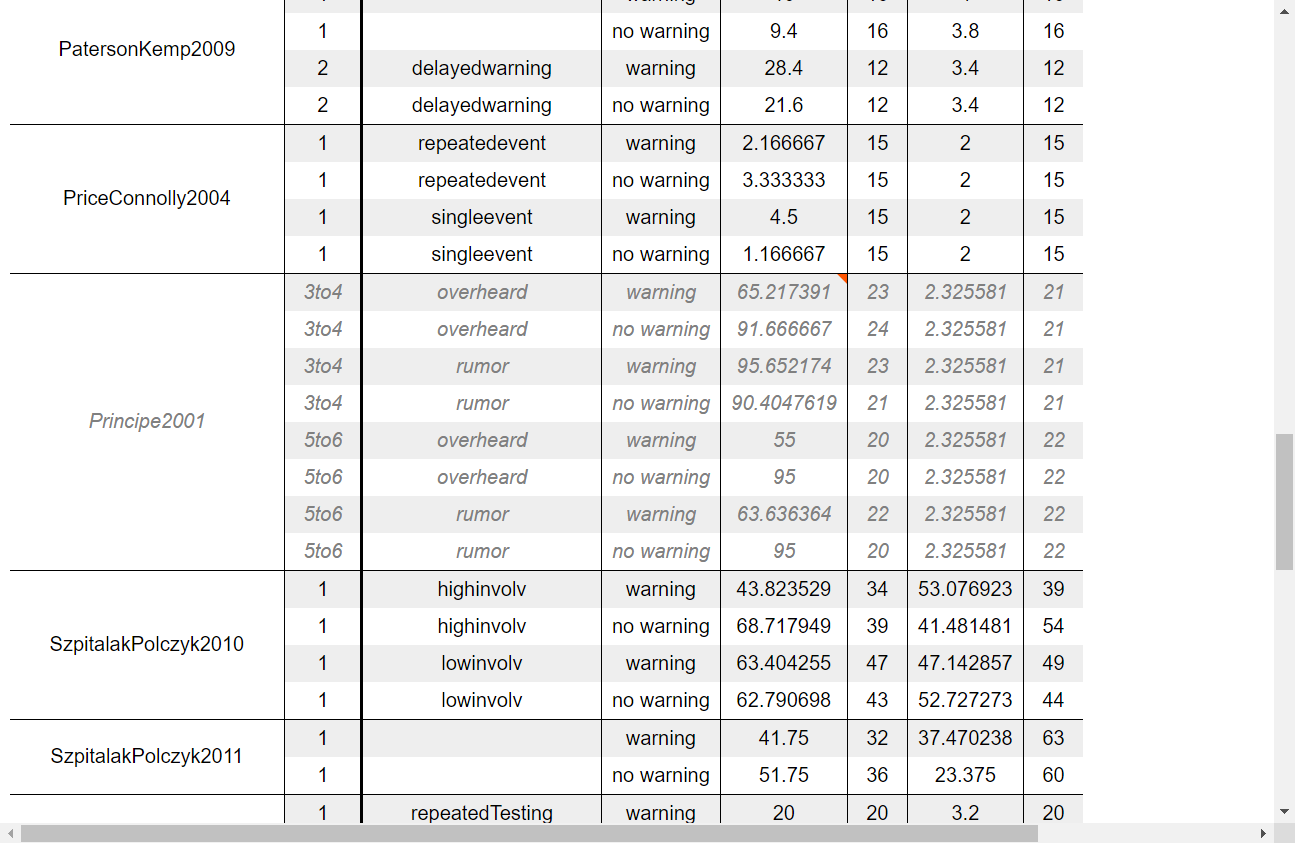 PatersonKemp2009
1 no warning 9.4 16 3.8 16
2 delayedwarning warning 28.4 12 3.4 12
2 delayedwarning no warning 21.6 12 3.4 12
PriceConnolly2004
1 repeatedevent warning 2.166667 15 2 15
1 repeatedevent no warning 3.333333 15 2 15
1 singleevent warning 4.5 15 2 15
1 singleevent no warning 1.166667 15 2 15
Principe2001
3to4 overheard warning 65.217391 23 2.325581 21
3to4 overheard no warning 91.666667 24 2.325581 21
3to4 rumor warning 95.652174 23 2.325581 21
3to4 rumor no warning 90.4047619 21 2.325581 21
5to6 overheard warning 55 20 2.325581 22
5to6 overheard no warning 95 20 2.325581 22
5to6 rumor warning 63.636364 22 2.325581 22
5to6 rumor no warning 95 20 2.325581 22
SzpitalakPolczyk2010
1 highinvolv warning 43.823529 34 53.076923 39
1 highinvolv no warning 68.717949 39 41.481481 54
1 lowinvolv warning 63.404255 47 47.142857 49
1 lowinvolv no warning 62.790698 43 52.727273 44
SzpitalakPolczyk2011
1 warning 41.75 32 37.470238 63
1 no warning 51.75 36 23.375 60
1 repeatedTesting warning 20 20 3.2 20